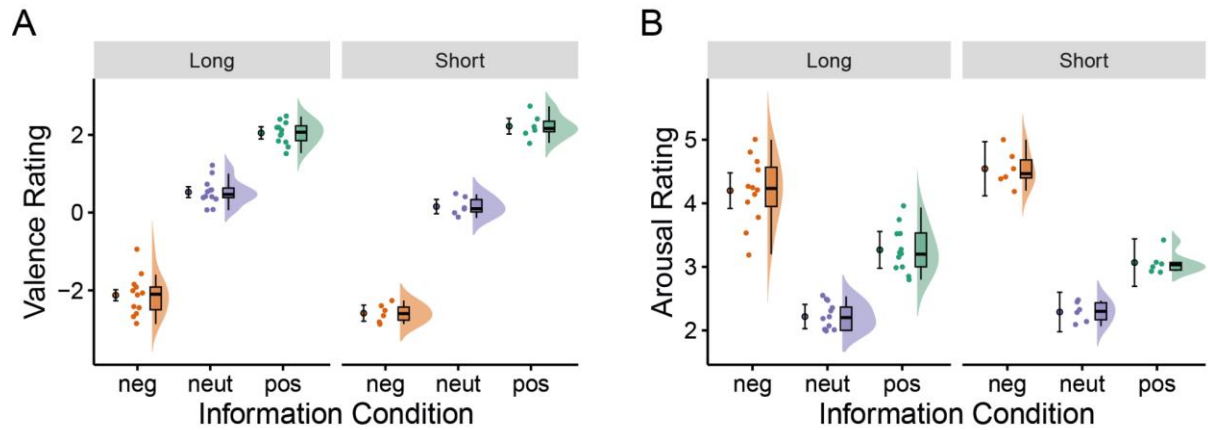 A
Long
Short
Valence Rating
2
0
−2
neg
neut
pos
neg
neut
pos
Information Condition
B
Long
Short
Arousal Rating
5
4
3
2
neg
neut
pos
neg
neut
pos
Information Condition